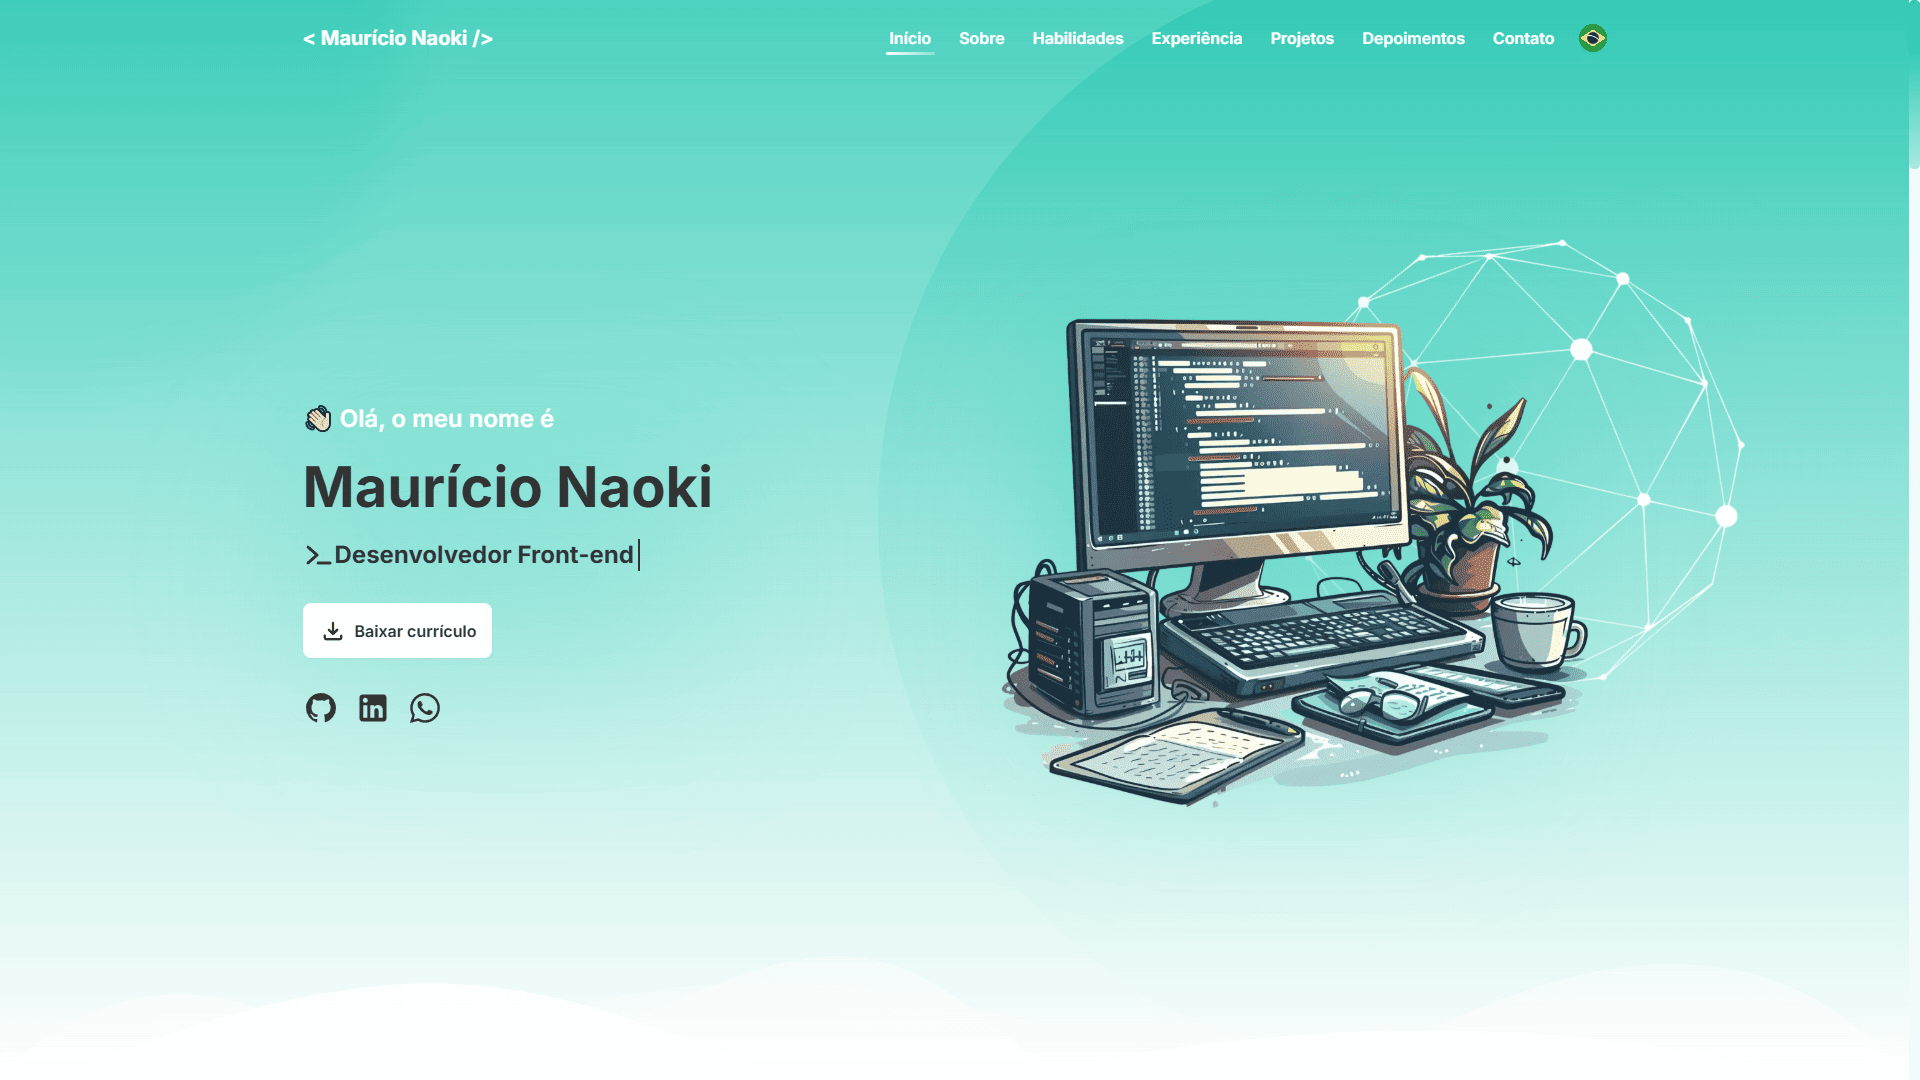 < Maurício Naoki />
Início Sobre Habilidades Experiência Projetos Depoimentos Contato
👋🏻 Olá, o meu nome é
Maurício Naoki
>_Desenvolvedor Front-end|
Baixar currículo